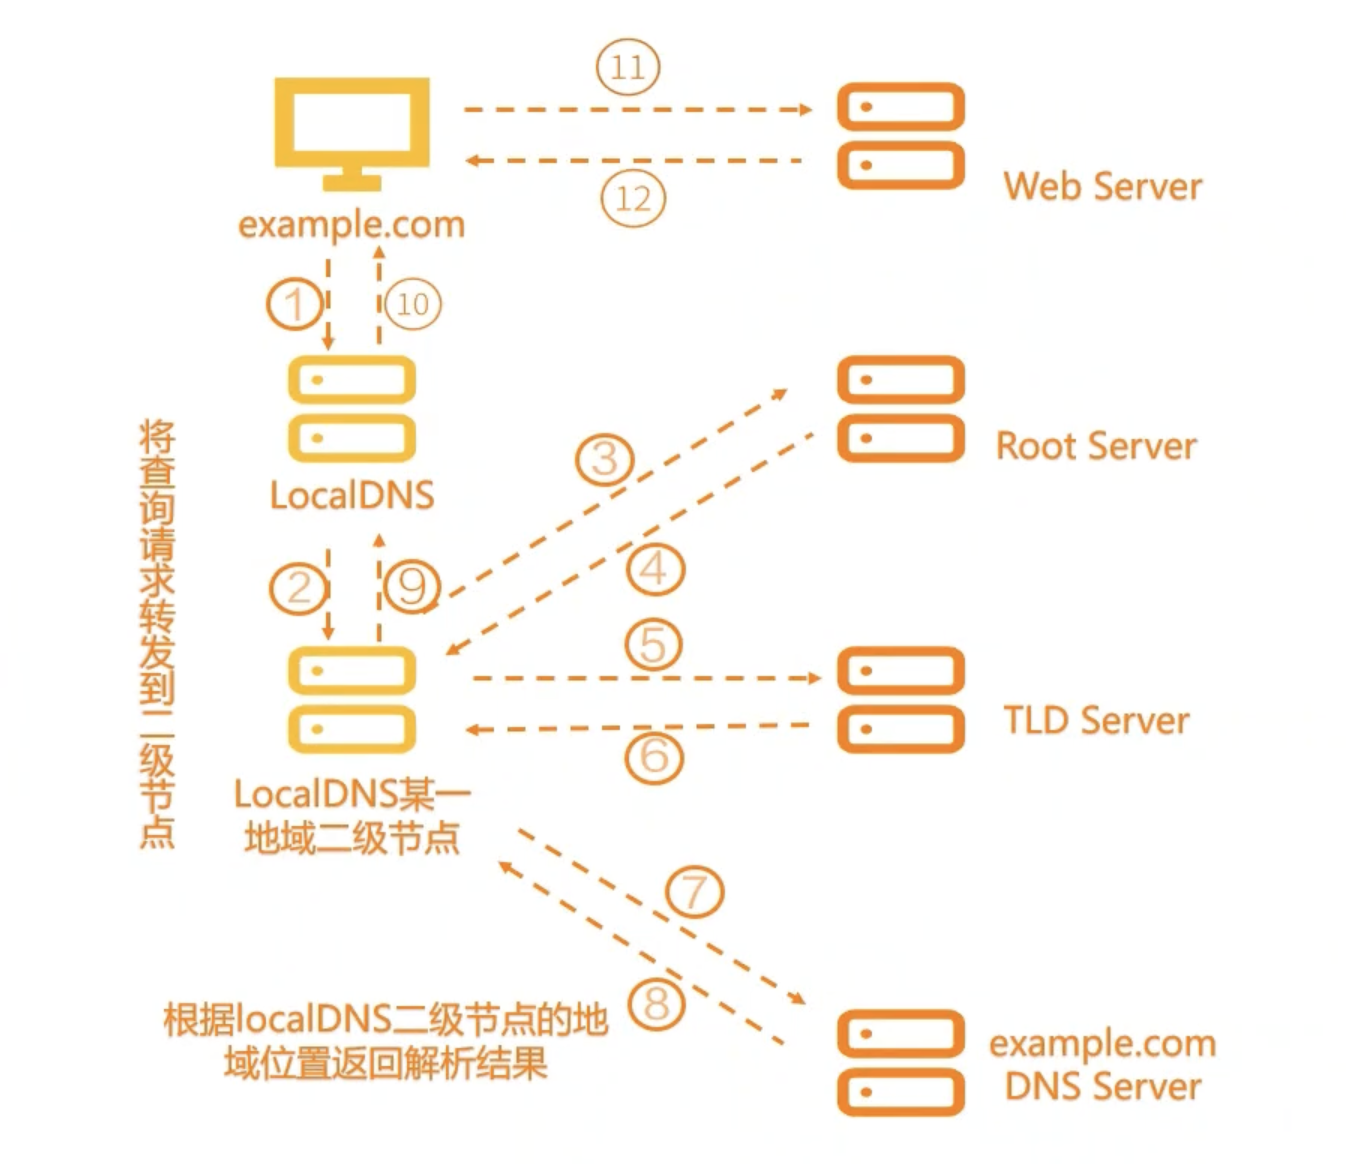 ⑪
⑫
Web Server
example.com
①
⑩
LocalDNS
将查询请求转发到二级节点
②
⑨
③
④
Root Server
⑤
⑥
TLD Server
LocalDNS某一
地域二级节点
⑦
⑧
根据localDNS二级节点的地
域位置返回解析结果
example.com
DNS Server